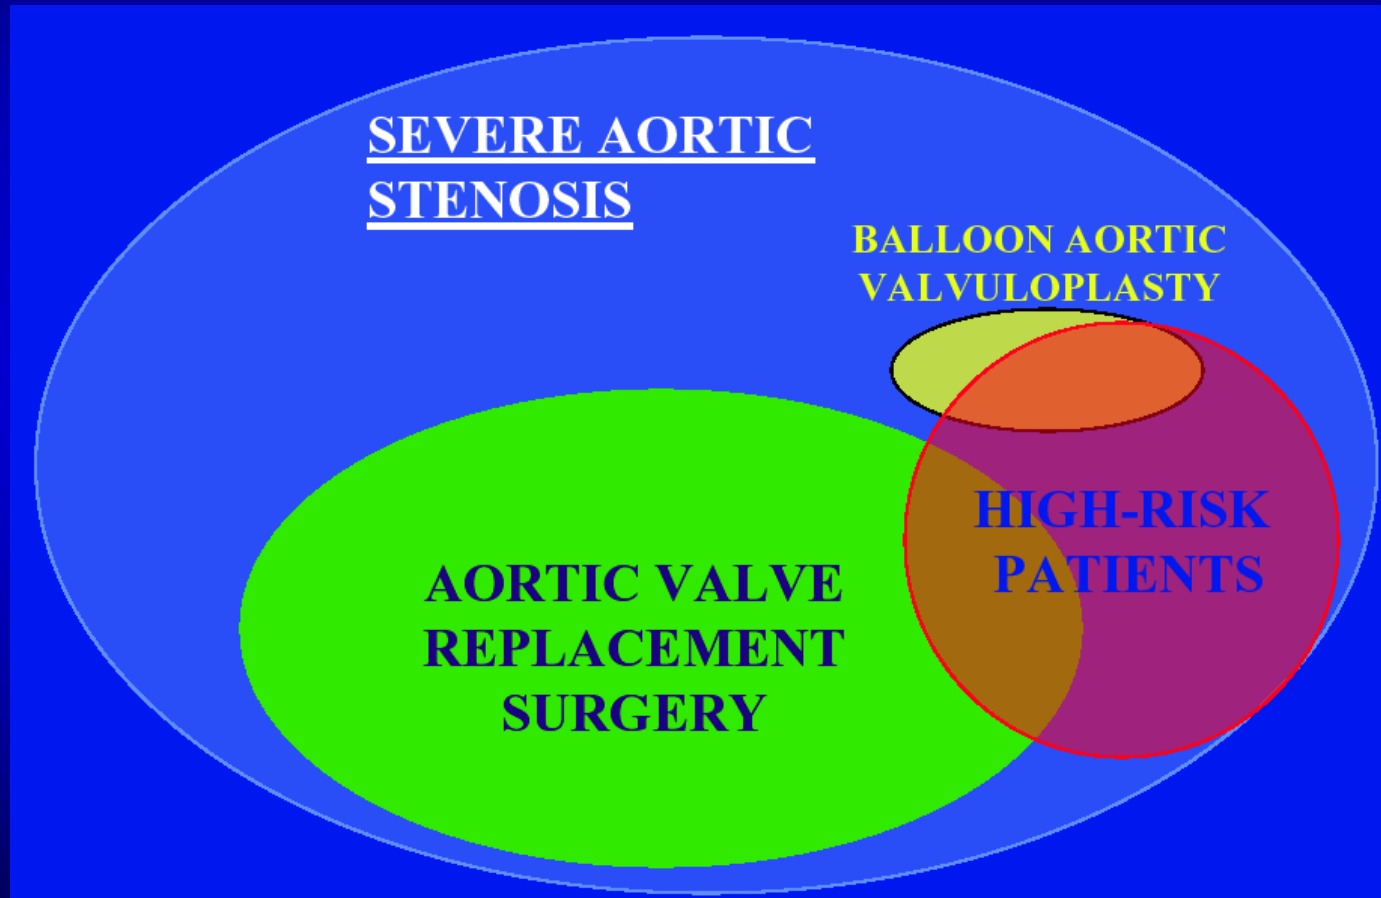 SEVERE AORTIC
STENOSIS
BALLOON AORTIC
VALVULOPLASTY
HIGH-RISK
PATIENTS
AORTIC VALVE
REPLACEMENT
SURGERY